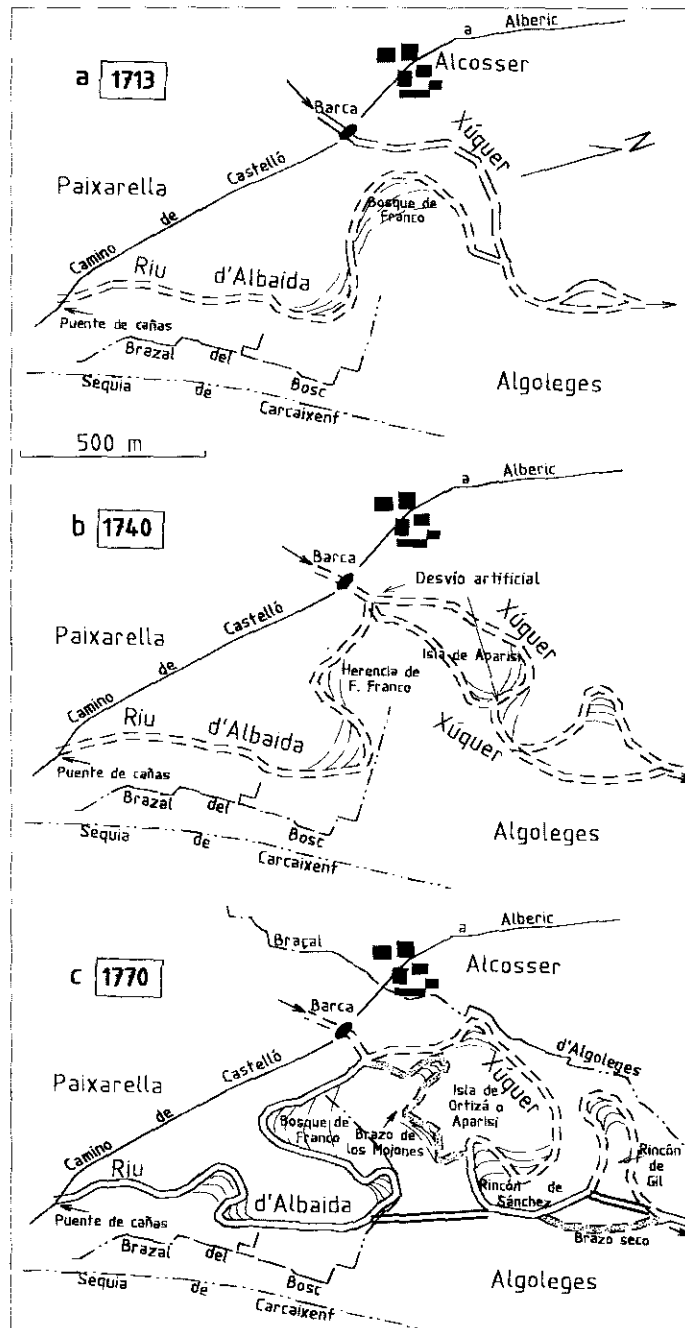 a 1713
a
Alberic
Alcosser
Barca
Xúquer
N
Paixarella
Camino de Castelló
Bosque de
Franco
Riu d'Albaida
Puente de cañas
Brazal del Bosc
Sequia de Carcaixent
Algoleges
500 m
b 1740
a
Alberic
Barca
Desvío artificial
Paixarella
Camino de Castelló
Xúquer
Isla de Aparisi
Herencia de
F. Franco
Riu d'Albaida
Xúquer
Puente de cañas
Brazal del Bosc
Sequia de Carcaixent
Algoleges
c 1770
a
Alberic
Braçal
Alcosser
Barca
d'Algoleges
Paixarella
Camino de Castelló
Xúquer
Isla de
Ortizá o
Aparisí
Bosque de
Franco
Brazo de
los Mojones
Rincón
de
Gil
Rincón de
Sánchez
Riu d'Albaida
Puente de cañas
Brazo seco
Brazal del Bosc
Sequia de Carcaixent
Algoleges